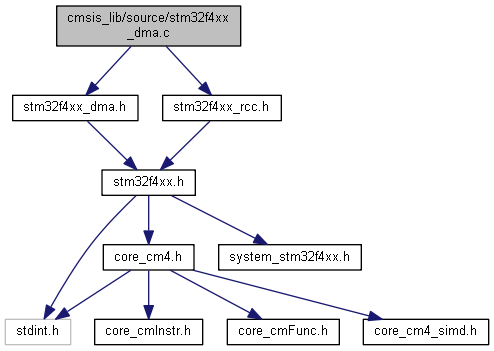 cmsis_lib/source/stm32f4xx
_dma.c
stm32f4xx_dma.h
stm32f4xx_rcc.h
stm32f4xx.h
core_cm4.h
system_stm32f4xx.h
stdint.h
core_cmInstr.h
core_cmFunc.h
core_cm4_simd.h